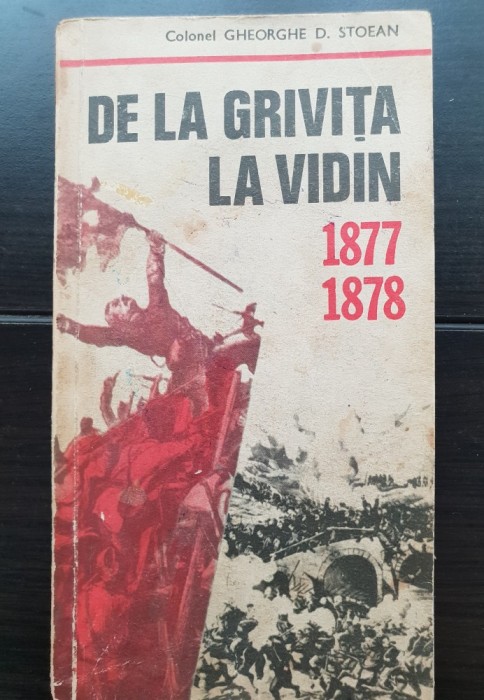 Colonel GHEORGHE D. STOEAN
DE LA GRIVIȚA
LA VIDIN
1877
1878